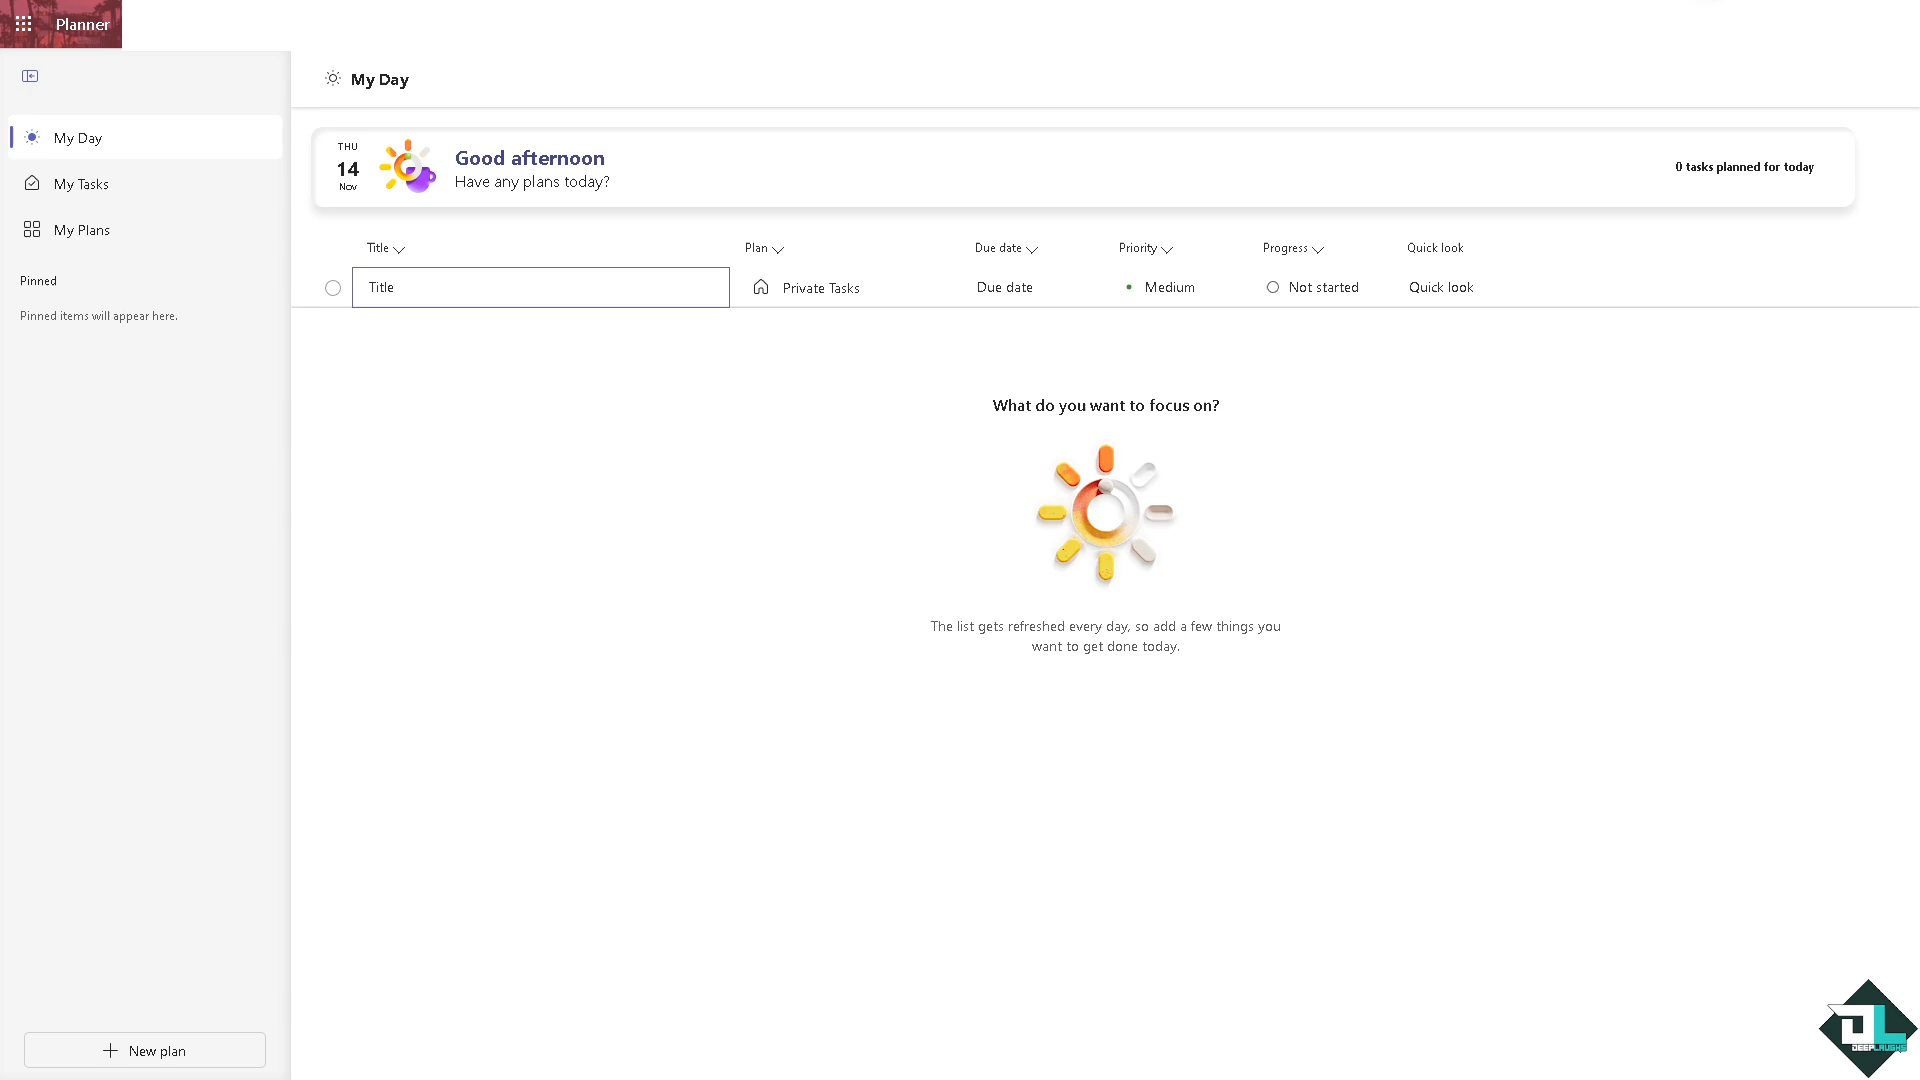 Planner
My Day
My Day
My Tasks
My Plans
Pinned
Pinned items will appear here.
New plan
THU
14
Nov
Good afternoon
Have any plans today?
0 tasks planned for today
Title Plan Due date Priority Progress Quick look
Title Private Tasks Due date Medium Not started Quick look
What do you want to focus on?
The list gets refreshed every day, so add a few things you
want to get done today.
DEEPLAUGHS